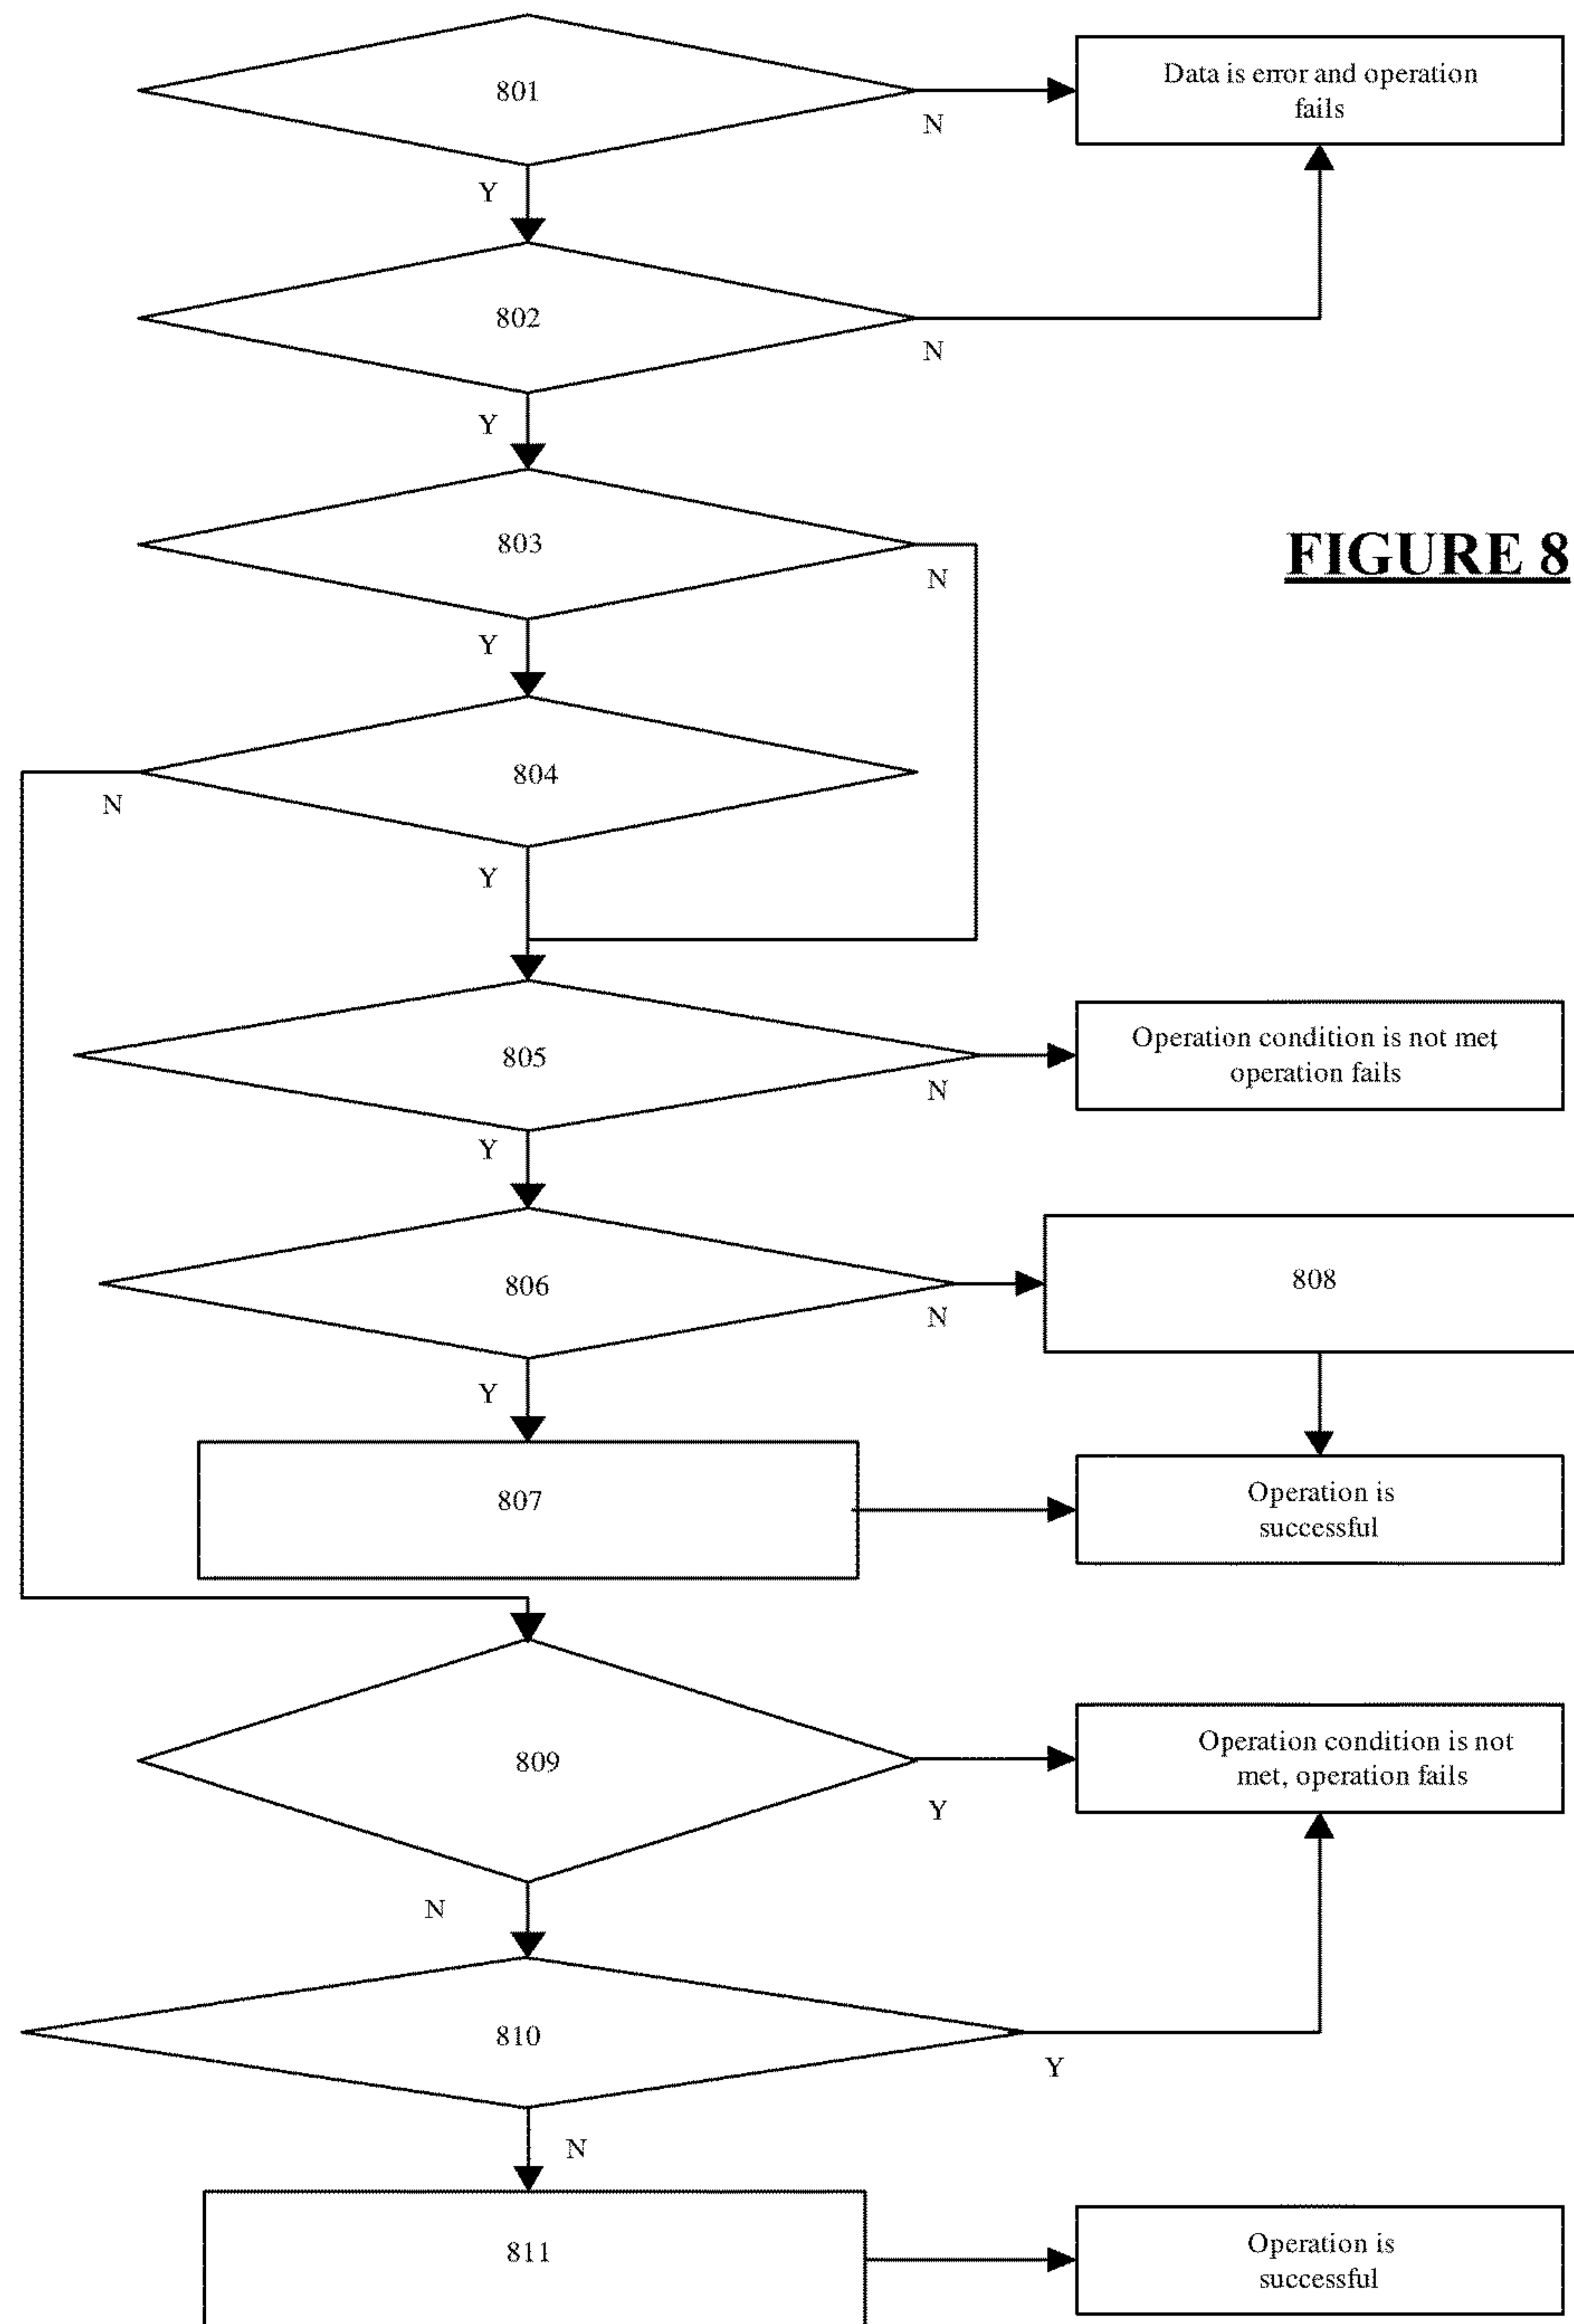 801
Data is error and operation
fails
N
Y
802
N
Y
803
FIGURE 8
N
Y
804
N
Y
805
Operation condition is not met,
operation fails
N
Y
806
808
N
Y
807
Operation is
successful
809
Operation condition is not
met, operation fails
Y
N
810
Y
N
811
Operation is
successful